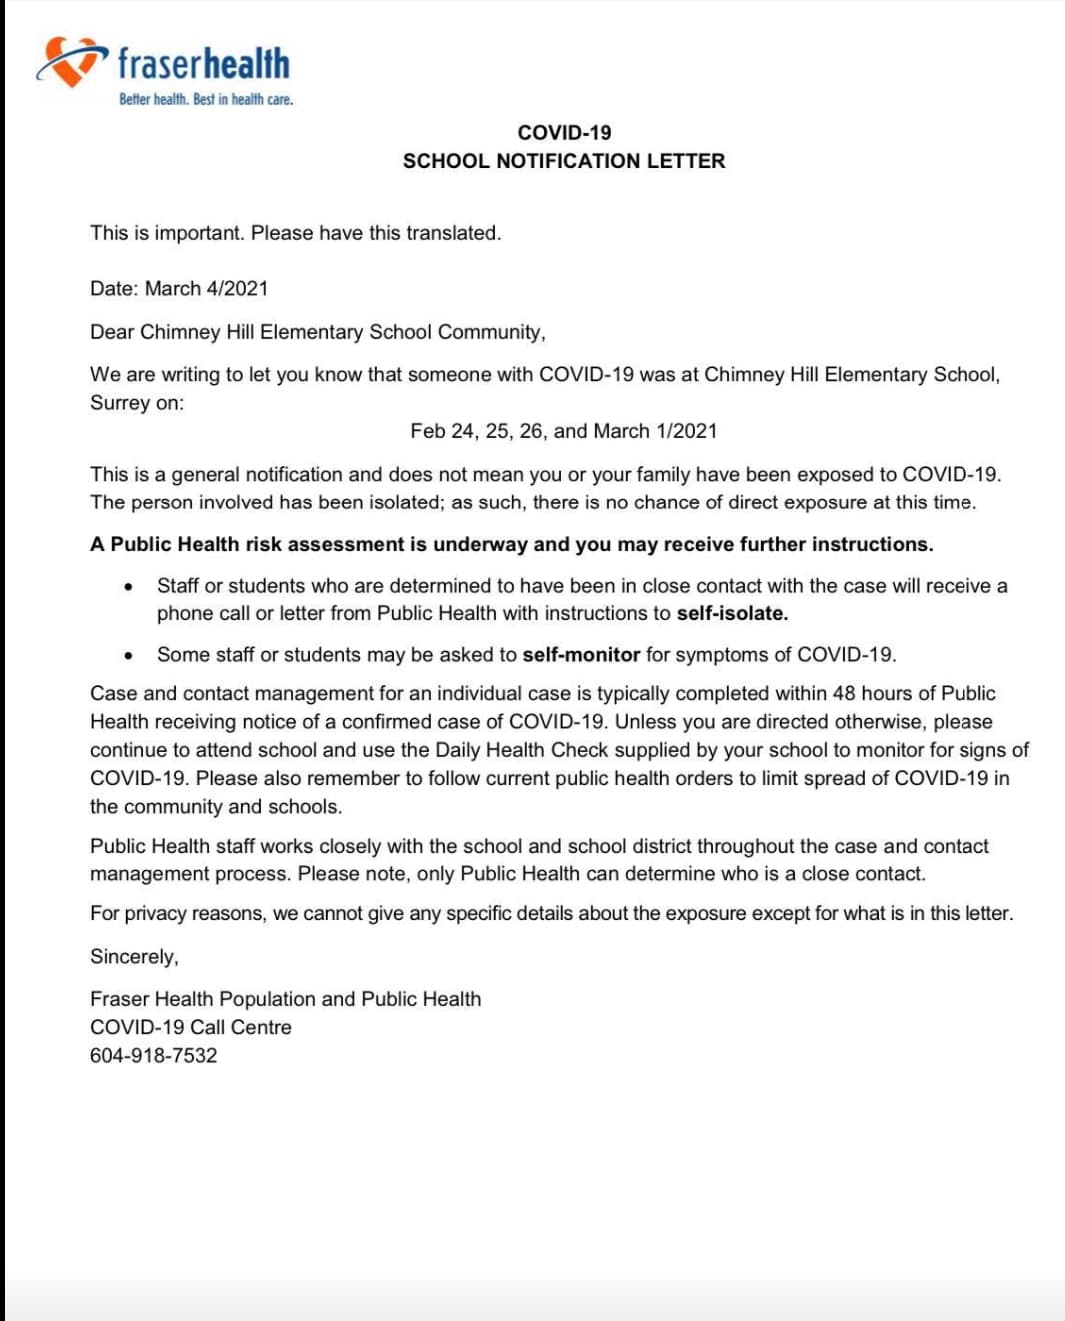 fraserhealth
Better health. Best in health care.
COVID-19
SCHOOL NOTIFICATION LETTER
This is important. Please have this translated.
Date: March 4/2021
Dear Chimney Hill Elementary School Community,
We are writing to let you know that someone with COVID-19 was at Chimney Hill Elementary School,
Surrey on:
Feb 24, 25, 26, and March 1/2021
This is a general notification and does not mean you or your family have been exposed to COVID-19.
The person involved has been isolated; as such, there is no chance of direct exposure at this time.
A Public Health risk assessment is underway and you may receive further instructions.
• Staff or students who are determined to have been in close contact with the case will receive a
phone call or letter from Public Health with instructions to self-isolate.
• Some staff or students may be asked to self-monitor for symptoms of COVID-19.
Case and contact management for an individual case is typically completed within 48 hours of Public
Health receiving notice of a confirmed case of COVID-19. Unless you are directed otherwise, please
continue to attend school and use the Daily Health Check supplied by your school to monitor for signs of
COVID-19. Please also remember to follow current public health orders to limit spread of COVID-19 in
the community and schools.
Public Health staff works closely with the school and school district throughout the case and contact
management process. Please note, only Public Health can determine who is a close contact.
For privacy reasons, we cannot give any specific details about the exposure except for what is in this letter.
Sincerely,
Fraser Health Population and Public Health
COVID-19 Call Centre
604-918-7532